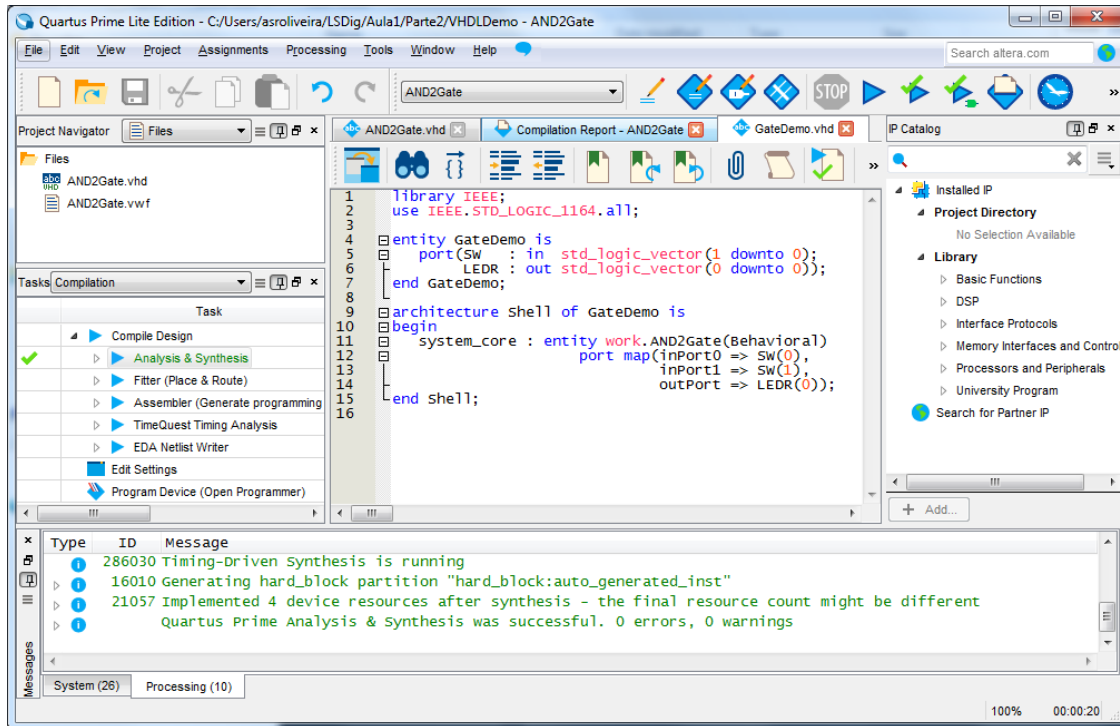 Quartus Prime Lite Edition - C:/Users/asroliveira/LSDig/Aula1/Parte2/VHDLDemo - AND2Gate
File Edit View Project Assignments Processing Tools Window Help
Search altera.com
AND2Gate
STOP
»
Project Navigator Files
Files
abc VHD AND2Gate.vhd
AND2Gate.vwf
Tasks Compilation
Task
Compile Design
Analysis & Synthesis
Fitter (Place & Route)
Assembler (Generate programming
TimeQuest Timing Analysis
EDA Netlist Writer
Edit Settings
Program Device (Open Programmer)
abc AND2Gate.vhd Compilation Report - AND2Gate abc GateDemo.vhd
»
1 library IEEE;
2 use IEEE.STD_LOGIC_1164.all;
3
4 entity GateDemo is
5 port(SW : in std_logic_vector(1 downto 0);
6 LEDR : out std_logic_vector(0 downto 0));
7 end GateDemo;
8
9 architecture Shell of GateDemo is
10 begin
11 system_core : entity work.AND2Gate(Behavioral)
12 port map(inPort0 => SW(0),
13 inPort1 => SW(1),
14 outPort => LEDR(0));
15 end Shell;
16
IP Catalog
Installed IP
Project Directory
No Selection Available
Library
Basic Functions
DSP
Interface Protocols
Memory Interfaces and Control
Processors and Peripherals
University Program
Search for Partner IP
+ Add...
Type ID Message
286030 Timing-Driven Synthesis is running
16010 Generating hard_block partition "hard_block:auto_generated_inst"
21057 Implemented 4 device resources after synthesis - the final resource count might be different
Quartus Prime Analysis & Synthesis was successful. 0 errors, 0 warnings
Messages
System (26) Processing (10)
100% 00:00:20